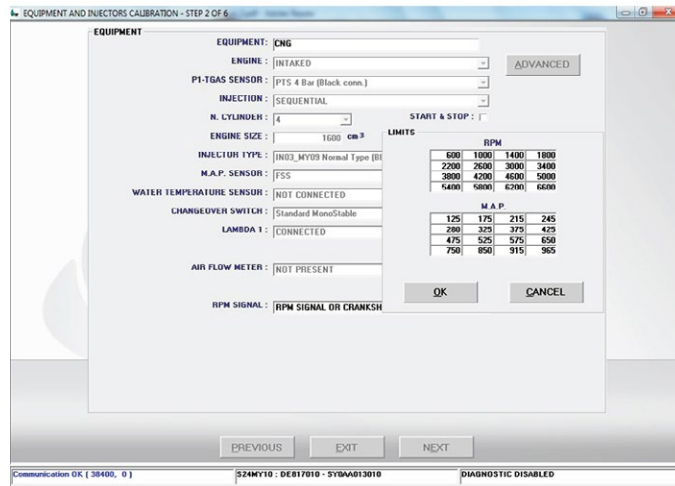 EQUIPMENT AND INJECTORS CALIBRATION - STEP 2 OF 6
EQUIPMENT
EQUIPMENT: CNG
ENGINE : INTAKED
ADVANCED
P1-TGAS SENSOR : PTS 4 Bar (Black conn.)
INJECTION : SEQUENTIAL
N. CYLINDER : 4
START & STOP :
ENGINE SIZE : 1600 cm3
INJECTOR TYPE : IN03_MY09 Normal Type (Bl
M.A.P. SENSOR : FSS
WATER TEMPERATURE SENSOR : NOT CONNECTED
CHANGEOVER SWITCH : Standard MonoStable
LAMBDA 1 : CONNECTED
AIR FLOW METER : NOT PRESENT
RPM SIGNAL : RPM SIGNAL OR CRANKSH
LIMITS
RPM
600 1000 1400 1800
2200 2600 3000 3400
3800 4200 4600 5000
5400 5800 6200 6600
M.A.P.
125 175 215 245
280 325 375 425
475 525 575 650
750 850 915 965
OK CANCEL
PREVIOUS EXIT NEXT
Communication OK ( 38400, 0 )
S24MY10 : DE817010 - SY0AA013010
DIAGNOSTIC DISABLED